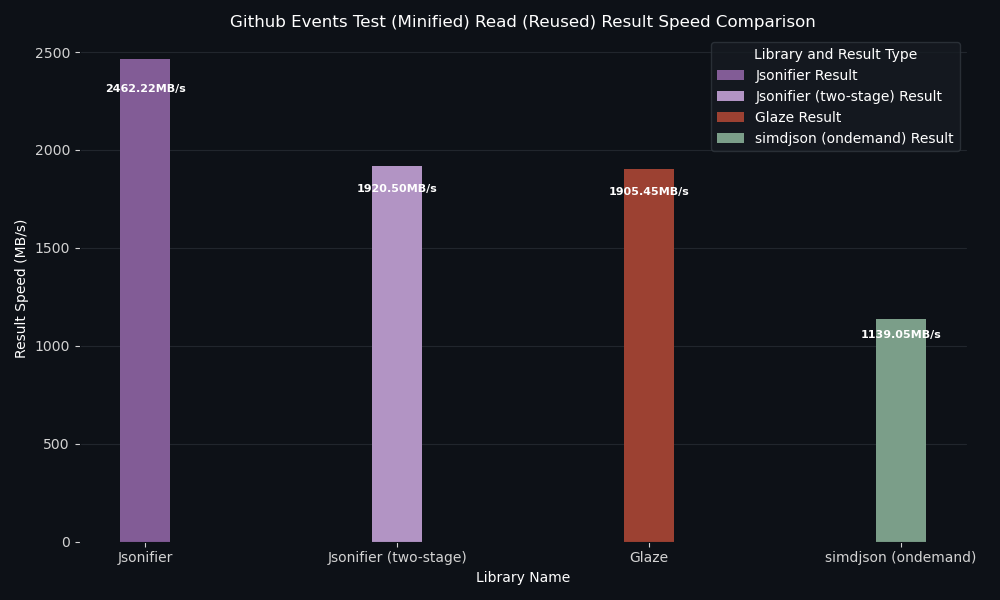 Github Events Test (Minified) Read (Reused) Result Speed Comparison
Library and Result Type
Jsonifier Result
Jsonifier (two-stage) Result
Glaze Result
simdjson (ondemand) Result
Result Speed (MB/s)
2500
2000
1500
1000
500
0
2462.22MB/s
1920.50MB/s
1905.45MB/s
1139.05MB/s
Jsonifier
Jsonifier (two-stage)
Glaze
simdjson (ondemand)
Library Name